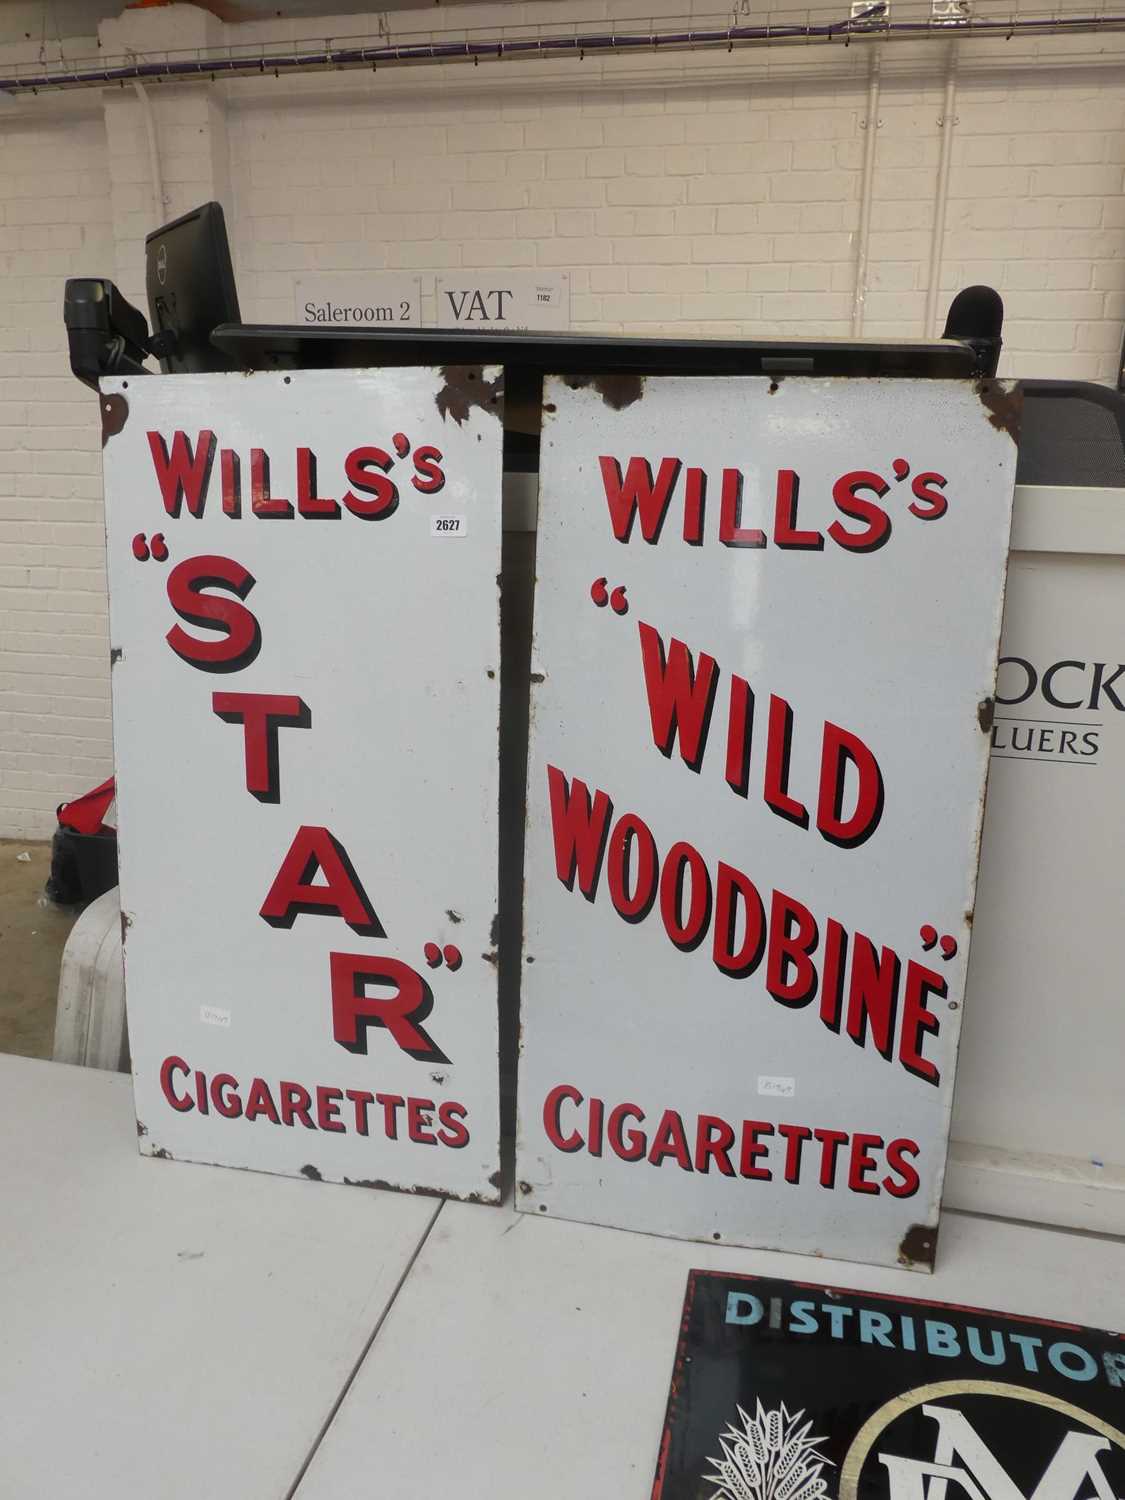 Saleroom 2
VAT
1182
WILLS'S
2627
"STAR"
CIGARETTES
WILLS'S
"WILD
WOODBINE"
CIGARETTES
OCK
LUERS
DISTRIBUTOR